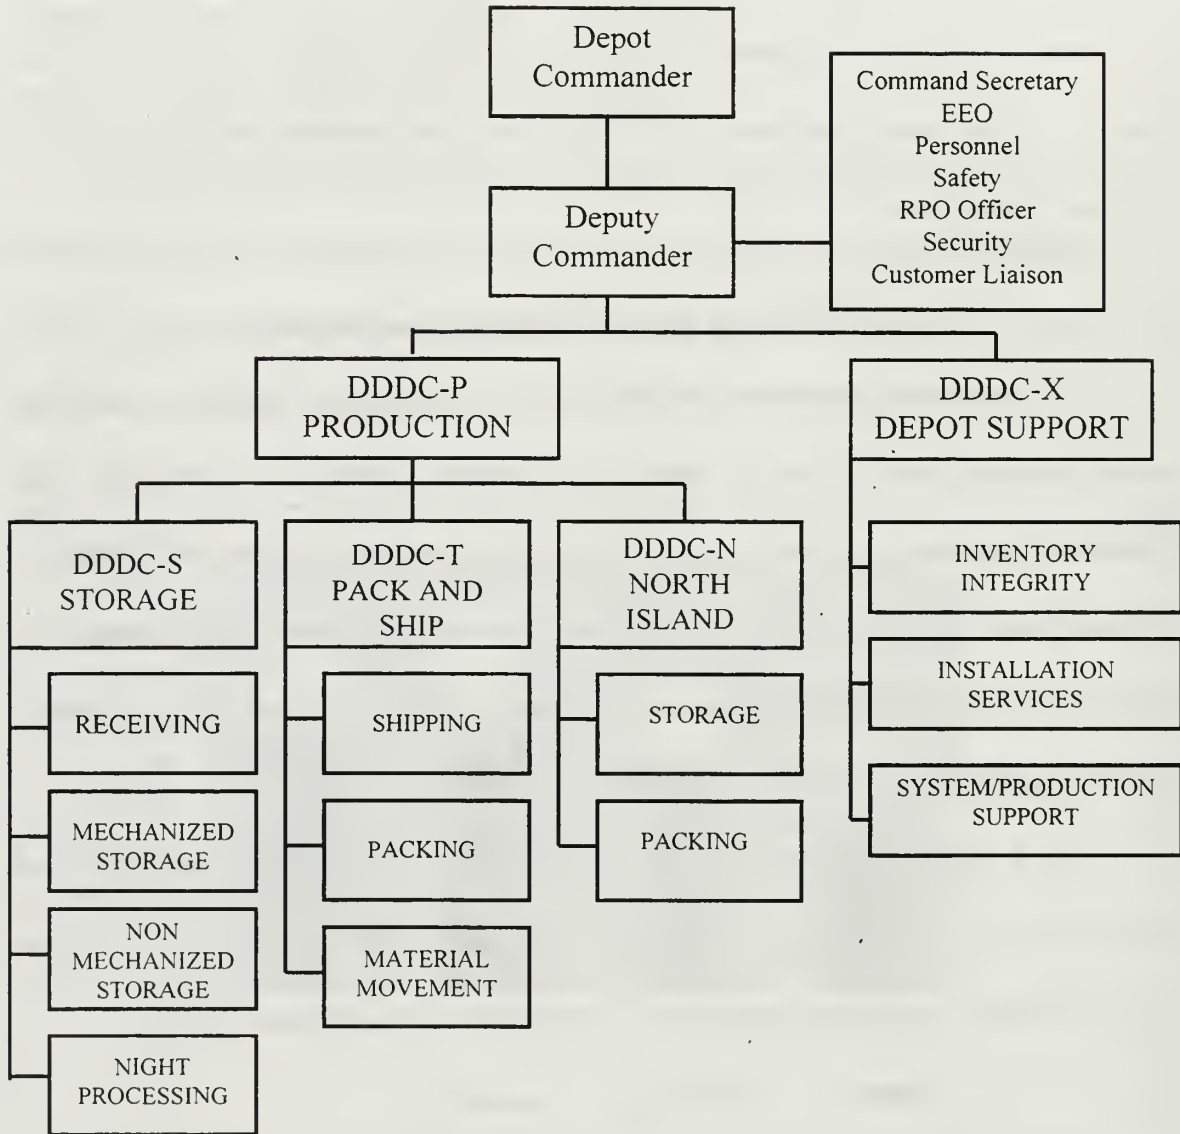 Depot
Commander
Command Secretary
EEO
Personnel
Safety
RPO Officer
Security
Customer Liaison
Deputy
Commander
DDDC-P
PRODUCTION
DDDC-X
DEPOT SUPPORT
DDDC-S
STORAGE
RECEIVING
MECHANIZED
STORAGE
NON
MECHANIZED
STORAGE
NIGHT
PROCESSING
DDDC-T
PACK AND
SHIP
SHIPPING
PACKING
MATERIAL
MOVEMENT
DDDC-N
NORTH
ISLAND
STORAGE
PACKING
INVENTORY
INTEGRITY
INSTALLATION
SERVICES
SYSTEM/PRODUCTION
SUPPORT